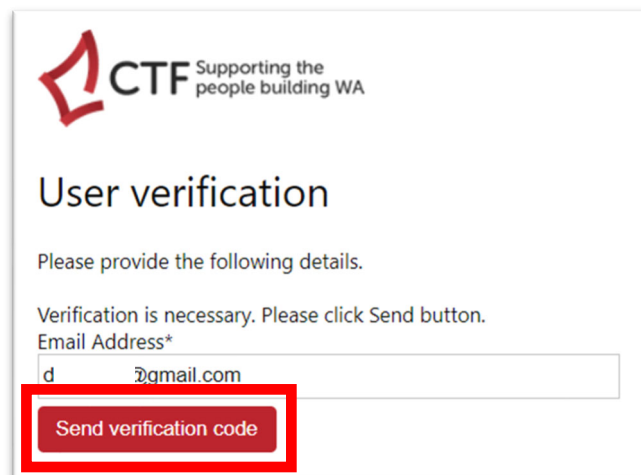 CTF Supporting the
people building WA
User verification
Please provide the following details.
Verification is necessary. Please click Send button.
Email Address*
d @gmail.com
Send verification code